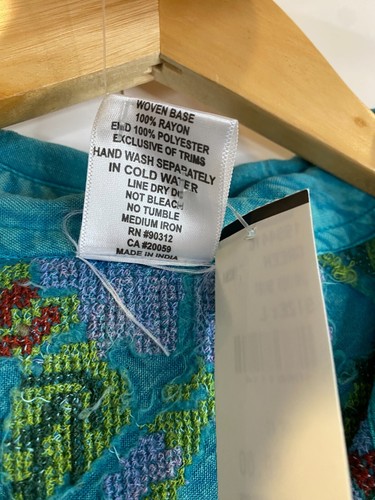 WOVEN BASE
100% RAYON
100% POLYESTER
EXCLUSIVE OF TRIMS
HAND WASH SEPARATELY
IN COLD WATER
LINE DRY
NOT BLEACH
NO TUMBLE
MEDIUM IRON
RN #90312
CA #20059
MADE IN INDIA